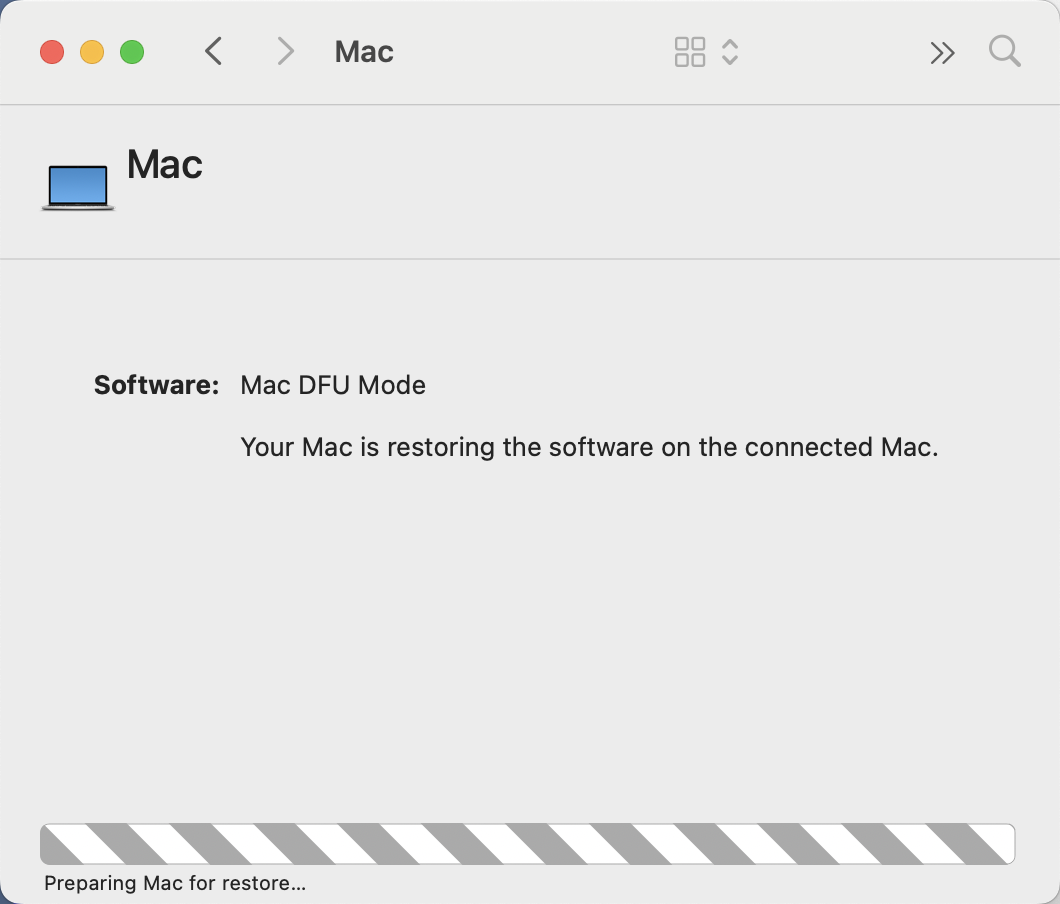 Mac
Mac
Software: Mac DFU Mode
Your Mac is restoring the software on the connected Mac.
Preparing Mac for restore...